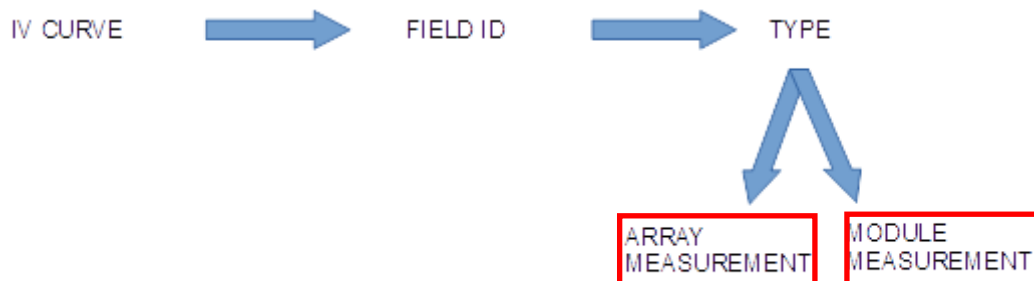 IV CURVE
FIELD ID
TYPE
ARRAY
MEASUREMENT
MODULE
MEASUREMENT